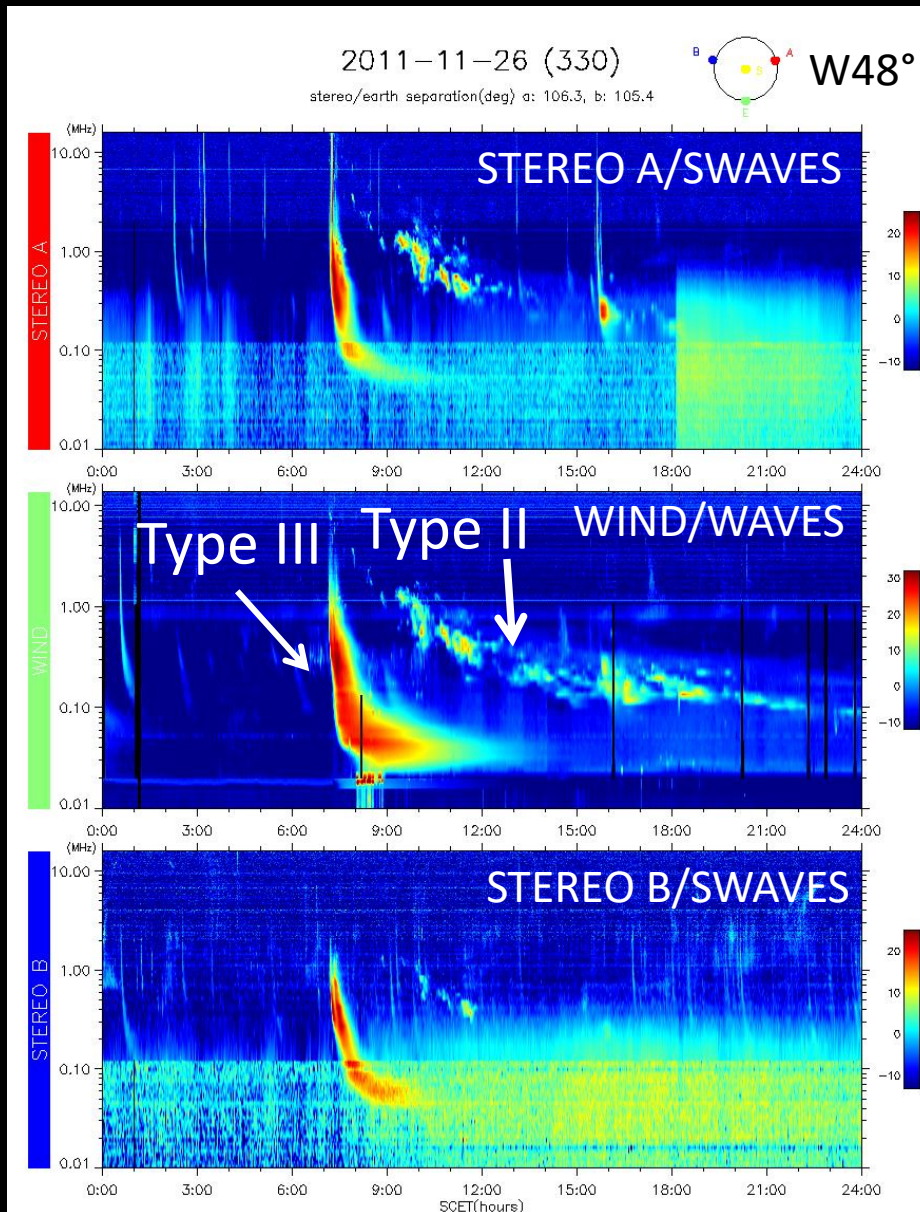 2011-11-26 (330)
stereo/earth separation(deg) a: 106.3, b: 105.4
B A S E
W48°
(MHz)
STEREO A/SWAVES
STEREO A
10.00
1.00
0.10
0.01
20
10
0
-10
0:00 3:00 6:00 9:00 12:00 15:00 18:00 21:00 24:00
(MHz)
WIND/WAVES
Type III
Type II
WIND
10.00
1.00
0.10
0.01
30
20
10
0
-10
0:00 3:00 6:00 9:00 12:00 15:00 18:00 21:00 24:00
(MHz)
STEREO B/SWAVES
STEREO B
10.00
1.00
0.10
0.01
20
10
0
-10
0:00 3:00 6:00 9:00 12:00 15:00 18:00 21:00 24:00
SCET(hours)